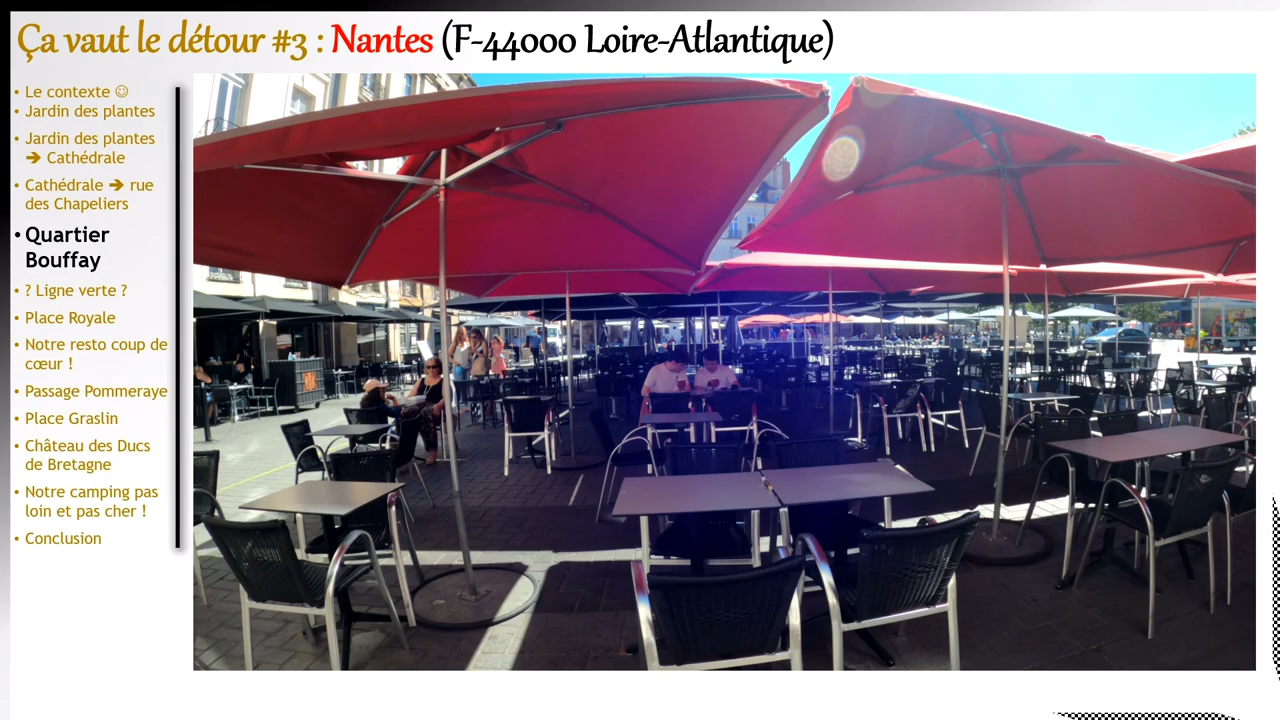 Ça vaut le détour #3 : Nantes (F-44000 Loire-Atlantique)
• Le contexte ☺
• Jardin des plantes
• Jardin des plantes
➔ Cathédrale
• Cathédrale ➔ rue
des Chapeliers
• Quartier
Bouffay
• ? Ligne verte ?
• Place Royale
• Notre resto coup de
cœur !
• Passage Pommeraye
• Place Graslin
• Château des Ducs
de Bretagne
• Notre camping pas
loin et pas cher !
• Conclusion